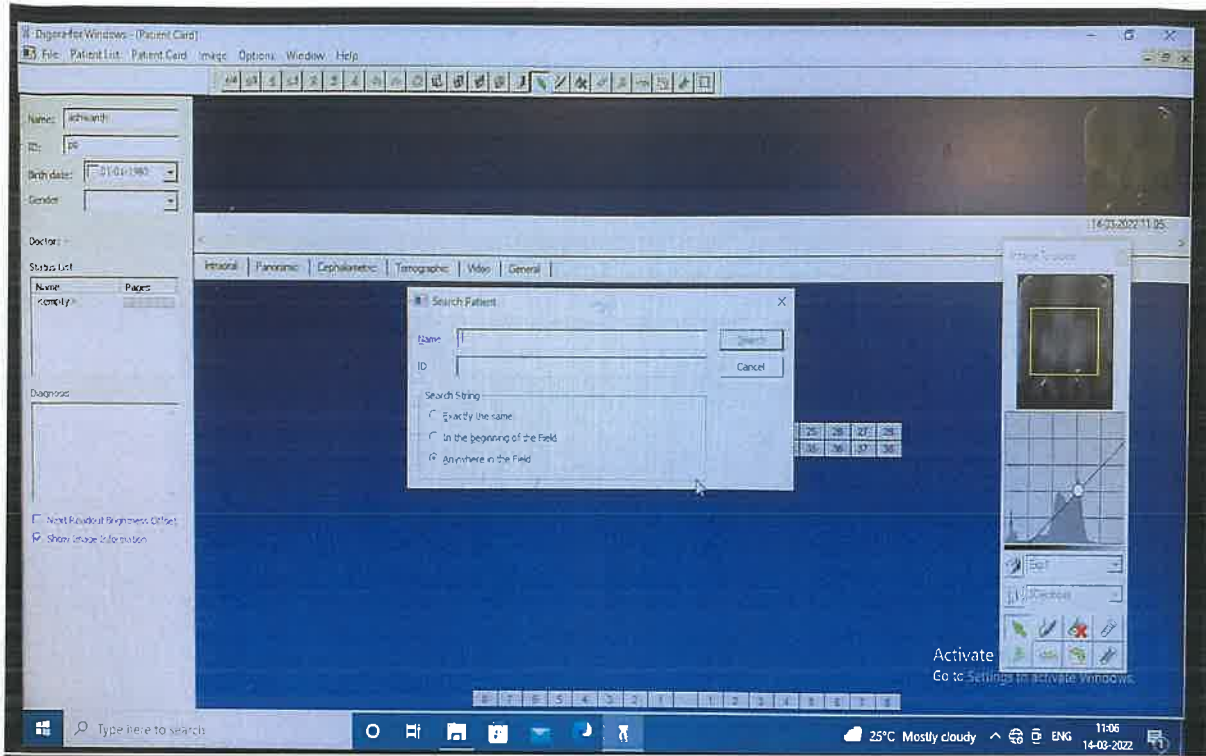 Digora for Windows - [Patient Card]
File Patient List Patient Card Image Options Window Help
Name: ashwanth
ID: pp
Birth date: 01-01-1980
Gender
Doctor: -
14-03-2022 11:05
Status List
Name Pages
<empty>
Intraoral Panoramic Cephalometric Tomographic Video General
Search Patient
Name
Search
ID
Cancel
Search String
Exactly the same
In the beginning of the Field
Anywhere in the Field
25 26 27 28
35 36 37 38
Diagnosis
Next Readout Brightness Offset
Show Image Information
Activate
Go to Settings to activate Windows.
8 7 6 5 4 3 2 1 1 2 3 4 5 6 7 8
Type here to search
25°C Mostly cloudy ENG
11:06
14-03-2022